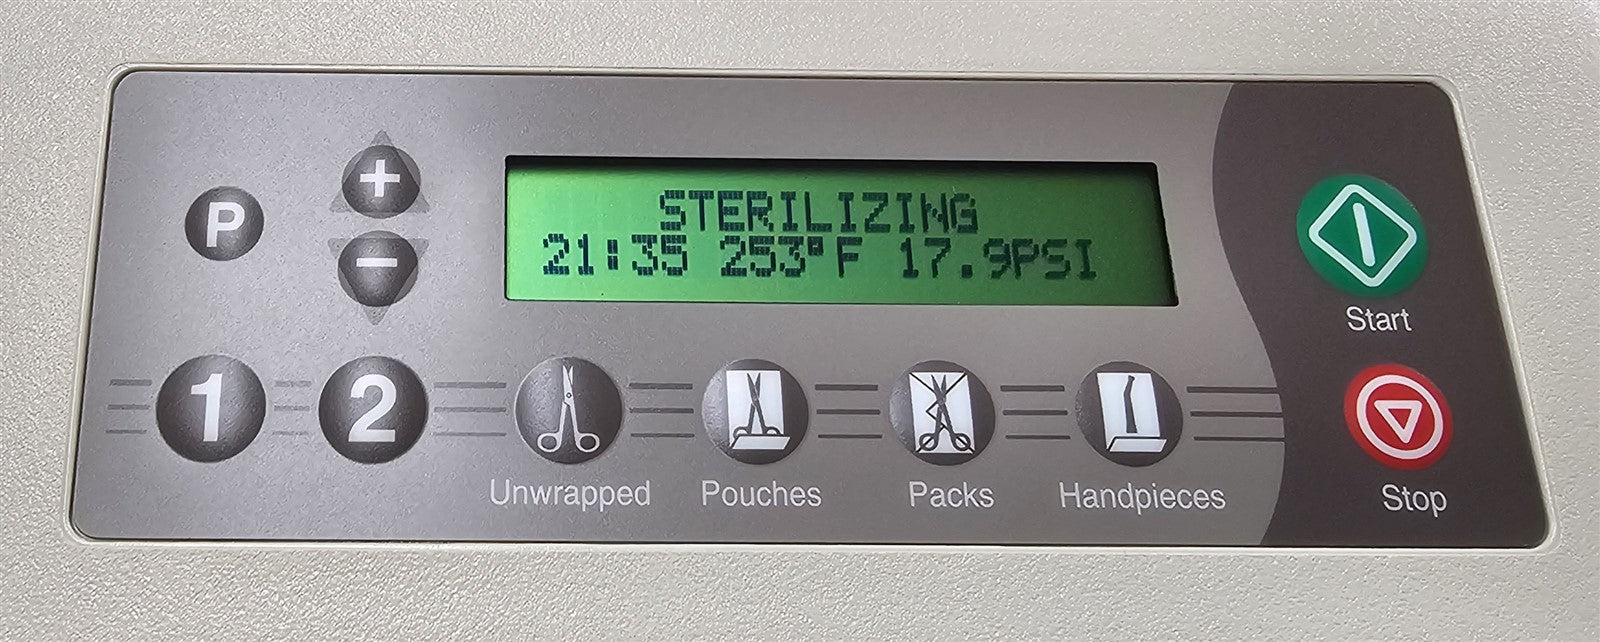 P
+
-
STERILIZING
21:35 253°F 17.9PSI
1
2
Unwrapped
Pouches
Packs
Handpieces
Start
Stop